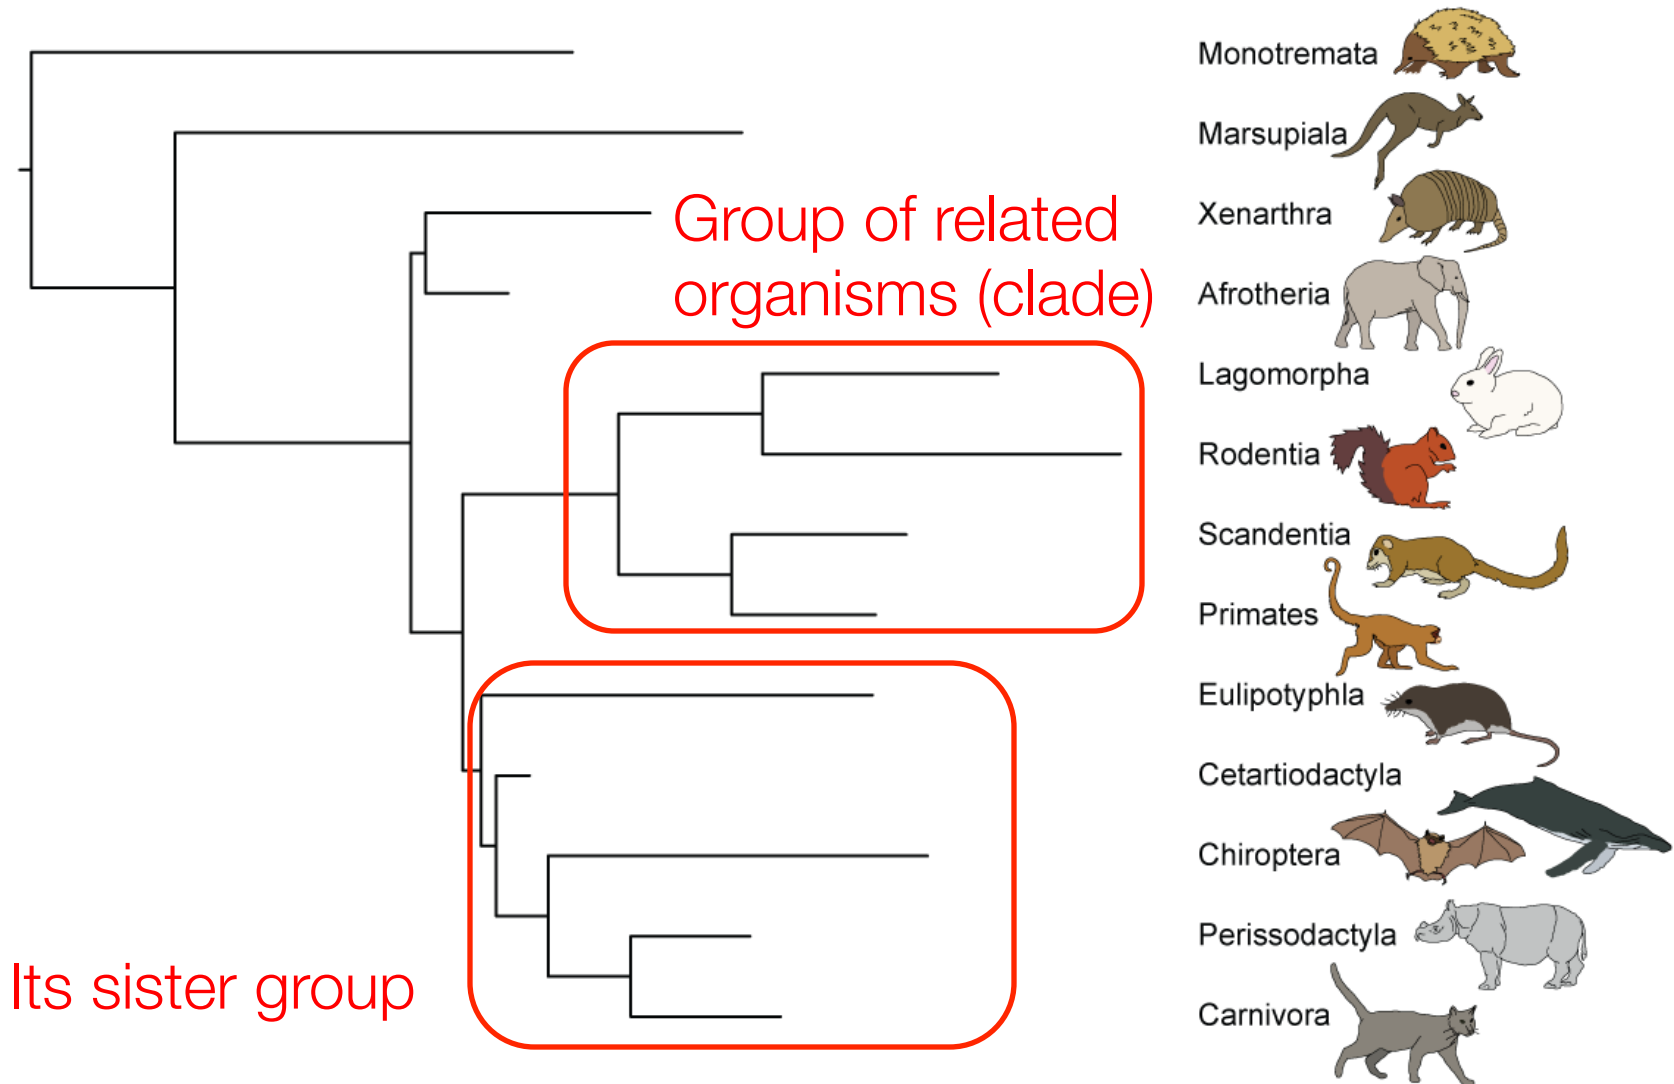 Monotremata
Marsupiala
Xenarthra
Group of related
organisms (clade)
Afrotheria
Lagomorpha
Rodentia
Scandentia
Primates
Eulipotyphla
Cetartiodactyla
Chiroptera
Perissodactyla
Its sister group
Carnivora